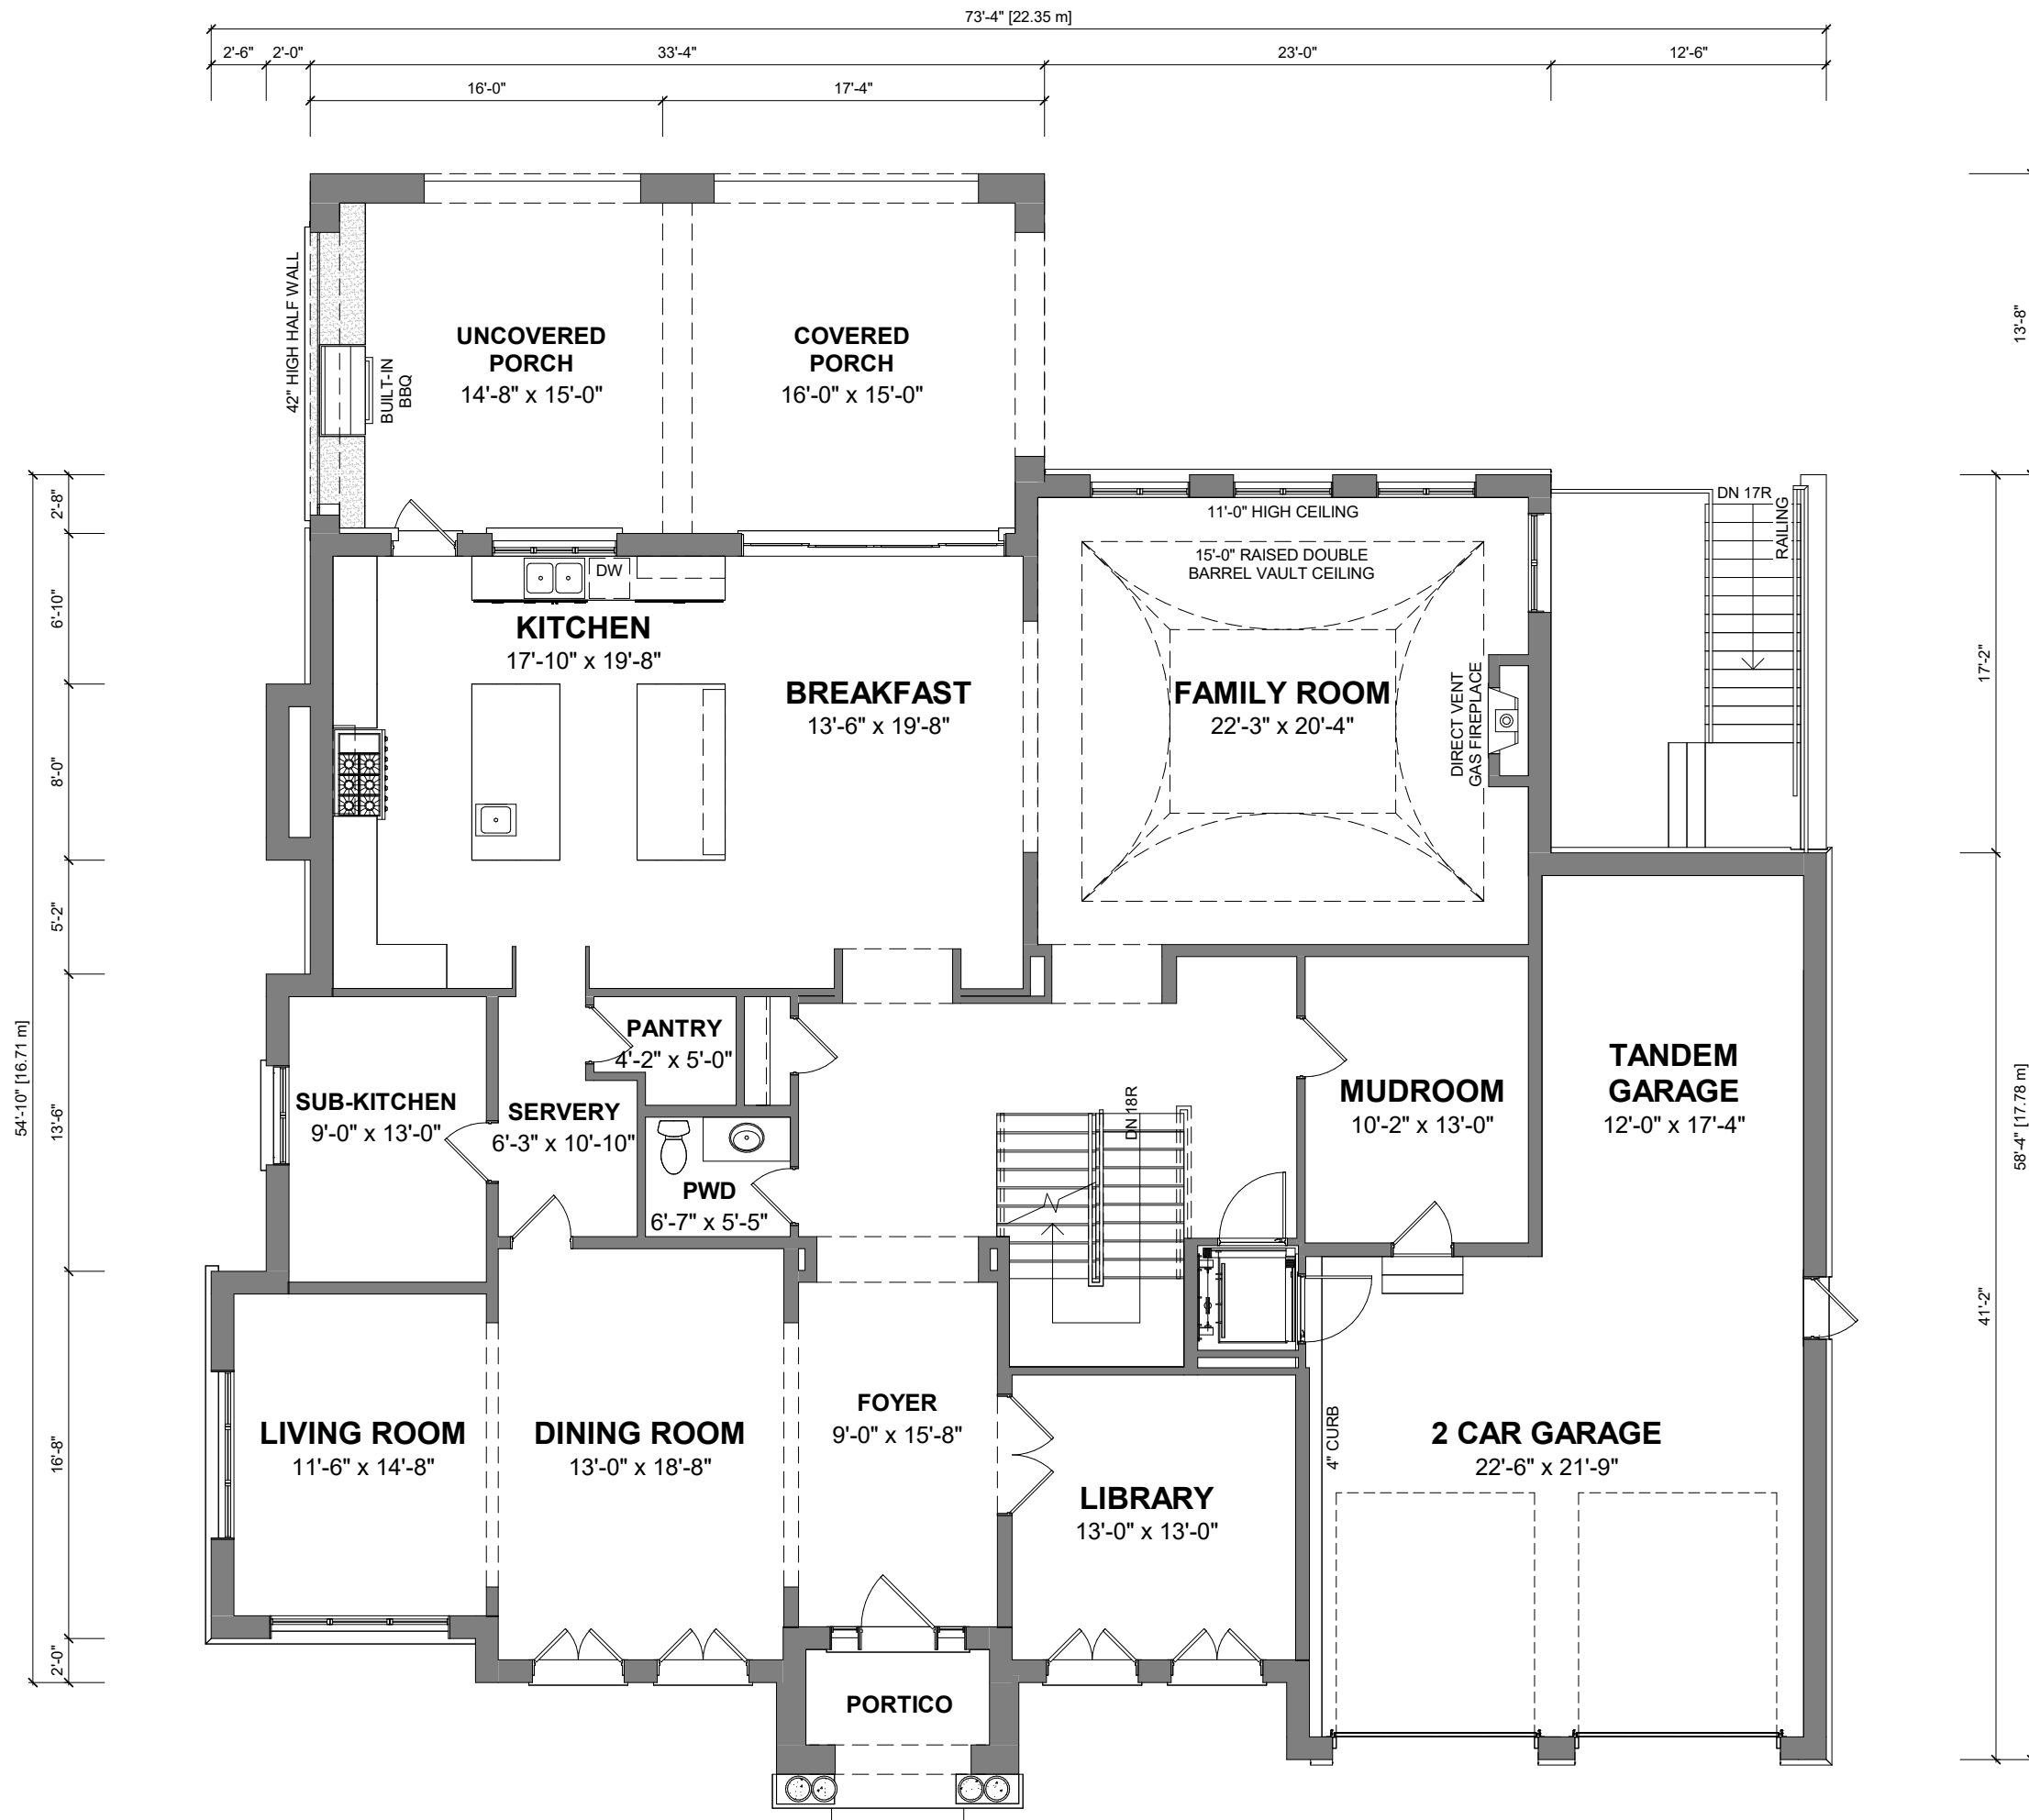 73'-4" [22.35 m]
2'-6" 2'-0" 33'-4" 23'-0" 12'-6"
16'-0" 17'-4"
13'-8"
42" HIGH HALF WALL
BUILT-IN
BBQ
UNCOVERED
PORCH
14'-8" x 15'-0"
COVERED
PORCH
16'-0" x 15'-0"
2'-8"
6'-10"
8'-0"
5'-2"
13'-6"
16'-8"
2'-0"
54'-10" [16.71 m]
11'-0" HIGH CEILING
15'-0" RAISED DOUBLE
BARREL VAULT CEILING
DN 17R
RAILING
17'-2"
DW
KITCHEN
17'-10" x 19'-8"
BREAKFAST
13'-6" x 19'-8"
FAMILY ROOM
22'-3" x 20'-4"
DIRECT VENT
GAS FIREPLACE
PANTRY
4'-2" x 5'-0"
SUB-KITCHEN
9'-0" x 13'-0"
SERVERY
6'-3" x 10'-10"
PWD
6'-7" x 5'-5"
DN 18R
MUDROOM
10'-2" x 13'-0"
TANDEM
GARAGE
12'-0" x 17'-4"
58'-4" [17.78 m]
41'-2"
LIVING ROOM
11'-6" x 14'-8"
DINING ROOM
13'-0" x 18'-8"
FOYER
9'-0" x 15'-8"
LIBRARY
13'-0" x 13'-0"
4" CURB
2 CAR GARAGE
22'-6" x 21'-9"
PORTICO